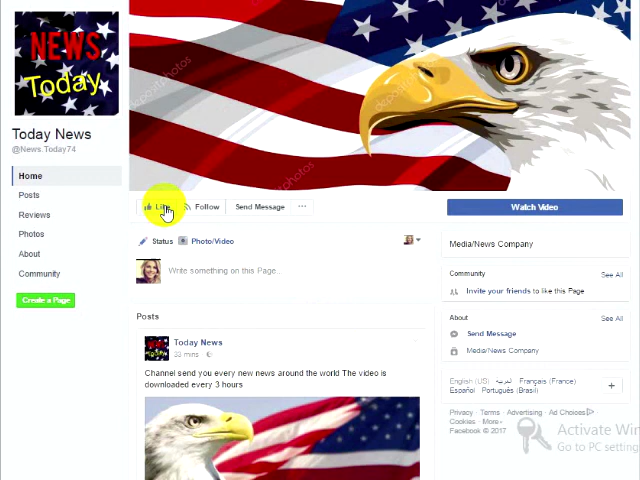 NEWS
Today
Today News
@News.Today74
Home
Posts
Reviews
Photos
About
Community
Create a Page
depositphotos
depositphotos
Like
Follow
Send Message
Watch Video
Status
Photo/Video
Write something on this Page..
Posts
Today News
33 mins
Channel send you every new news around the world The video is
downloaded every 3 hours
Media/News Company
Community
See All
Invite your friends to like this Page
About
See All
Send Message
Media/News Company
English (US) · العربية · Français (France)
Español · Português (Brasil)
Privacy · Terms · Advertising · Ad Choices
Cookies · More
Facebook © 2017
Activate Win
Go to PC setting